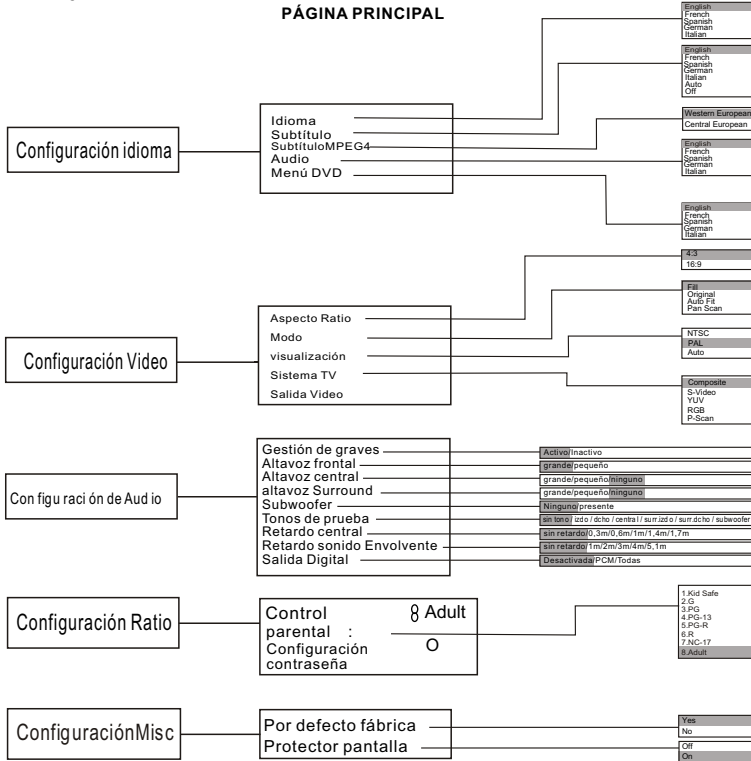 PÁGINA PRINCIPAL
Configuración idioma
Idioma
Subtítulo
SubtítuloMPEG4
Audio
Menú DVD
English
French
Spanish
German
Italian
English
French
Spanish
German
Italian
Auto
Off
Western European
Central European
English
French
Spanish
German
Italian
English
French
Spanish
German
Italian
Configuración Video
Aspecto Ratio
Modo
visualización
Sistema TV
Salida Video
4:3
16:9
Fill
Original
Auto Fit
Pan Scan
NTSC
PAL
Auto
Composite
S-Video
YUV
RGB
P-Scan
Con figu raci ón de Aud io
Gestión de graves
Altavoz frontal
Altavoz central
altavoz Surround
Subwoofer
Tonos de prueba
Retardo central
Retardo sonido Envolvente
Salida Digital
Activo/Inactivo
grande/pequeño
grande/pequeño/ninguno
grande/pequeño/ninguno
Ninguno/presente
sin tono / izdo / dcho / central / surr.izdo / surr.dcho / subwoofer
sin retardo/0,3m/0,6m/1m/1,4m/1,7m
sin retardo/1m/2m/3m/4m/5,1m
Desactivada/PCM/Todas
Configuración Ratio
Control 8 Adult
parental :
Configuración O
contraseña
1.Kid Safe
2.G
3.PG
4.PG-13
5.PG-R
6.R
7.NC-17
8.Adult
ConfiguraciónMisc
Por defecto fábrica
Protector pantalla
Yes
No
Off
On